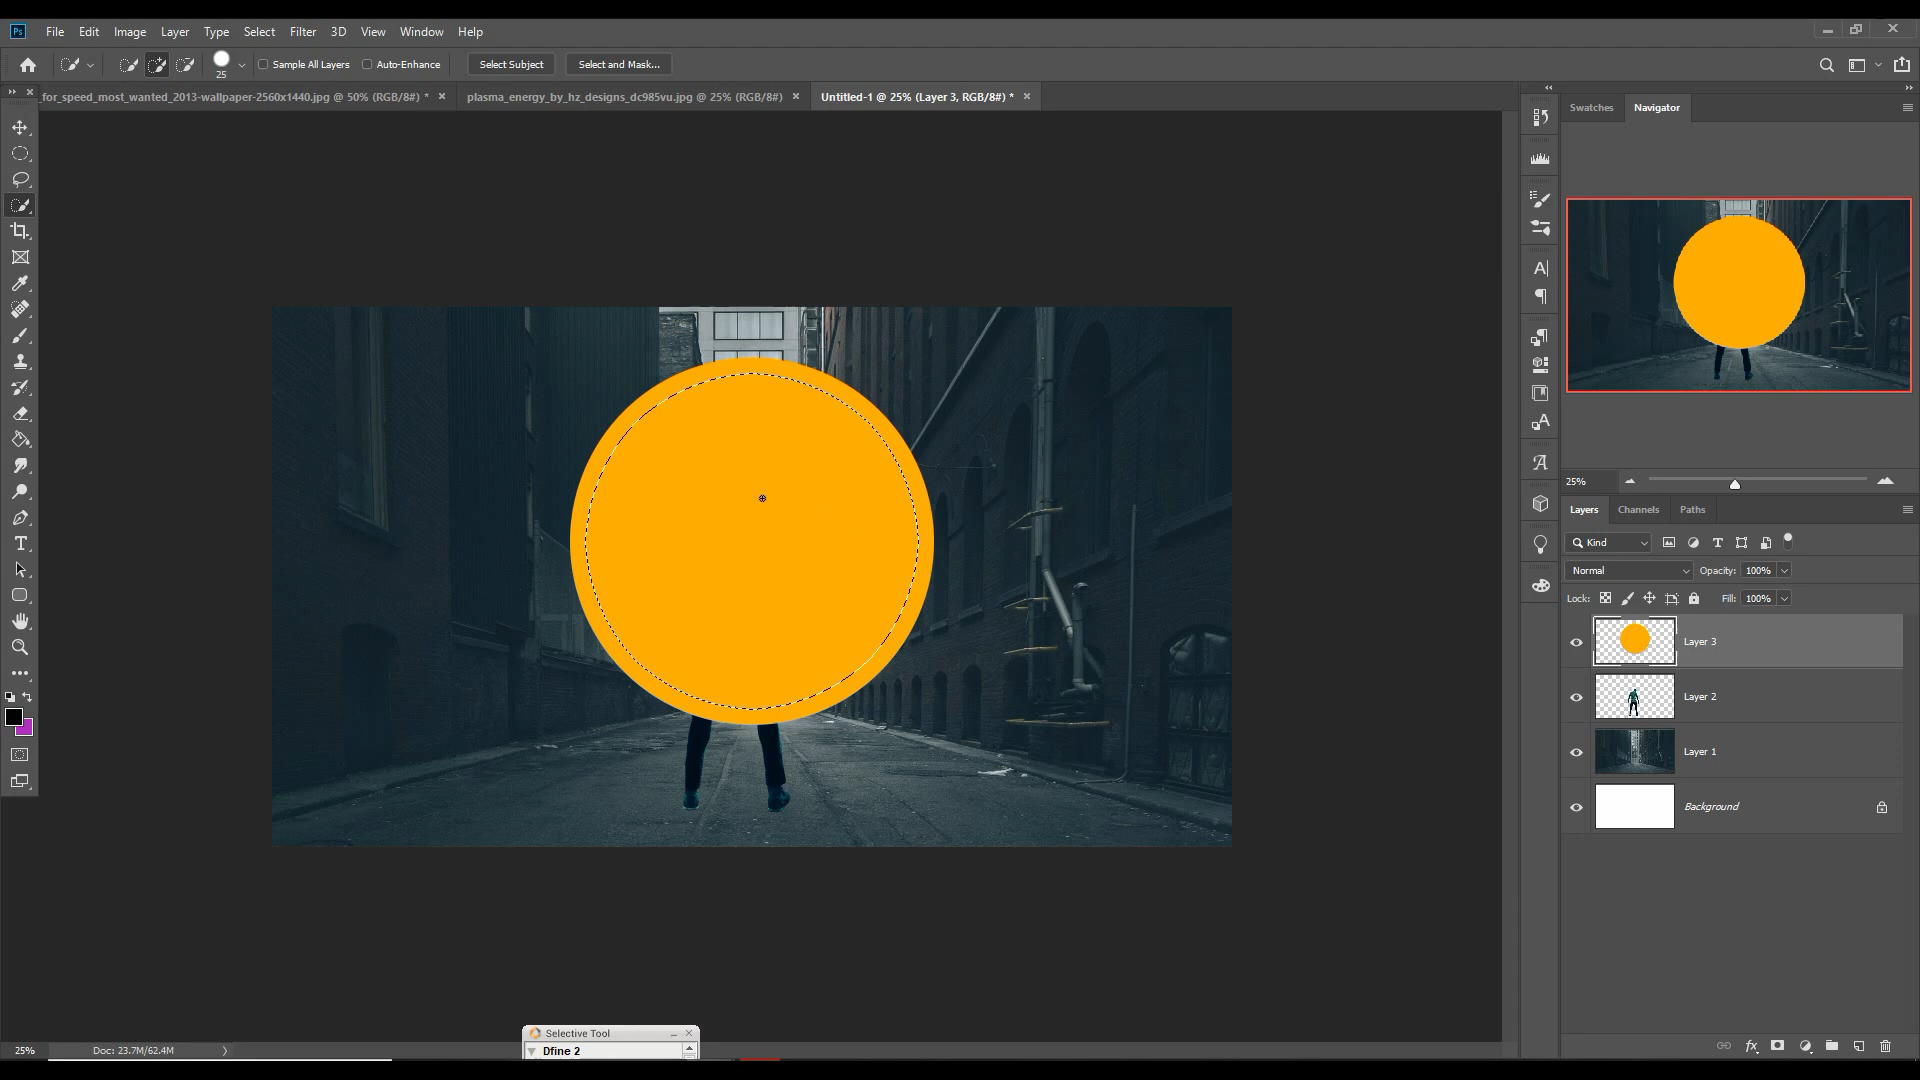 Ps File Edit Image Layer Type Select Filter 3D View Window Help
25 Sample All Layers Auto-Enhance Select Subject Select and Mask...
_for_speed_most_wanted_2013-wallpaper-2560x1440.jpg @ 50% (RGB/8#) * plasma_energy_by_hz_designs_dc985vu.jpg @ 25% (RGB/8#) Untitled-1 @ 25% (Layer 3, RGB/8#) *
Swatches Navigator
25%
Layers Channels Paths
Kind
Normal Opacity: 100%
Lock: Fill: 100%
Layer 3
Layer 2
Layer 1
Background
Selective Tool
Dfine 2
25% Doc: 23.7M/62.4M